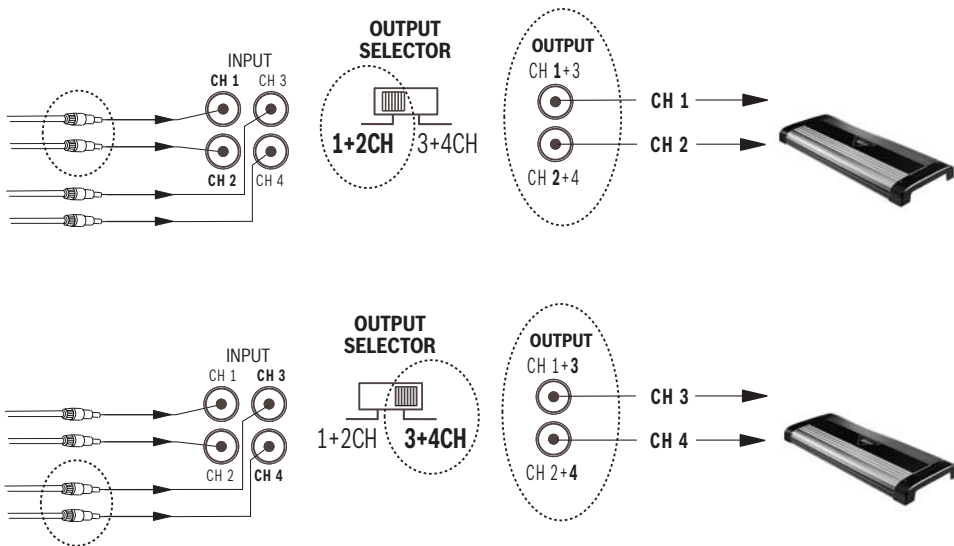 OUTPUT
SELECTOR
OUTPUT
INPUT
CH 1 CH 3
CH 1+3
CH 1
1+2CH 3+4CH
CH 2
CH 2 CH 4
CH 2+4
OUTPUT
SELECTOR
OUTPUT
INPUT
CH 1 CH 3
CH 1+3
CH 3
1+2CH 3+4CH
CH 4
CH 2 CH 4
CH 2+4